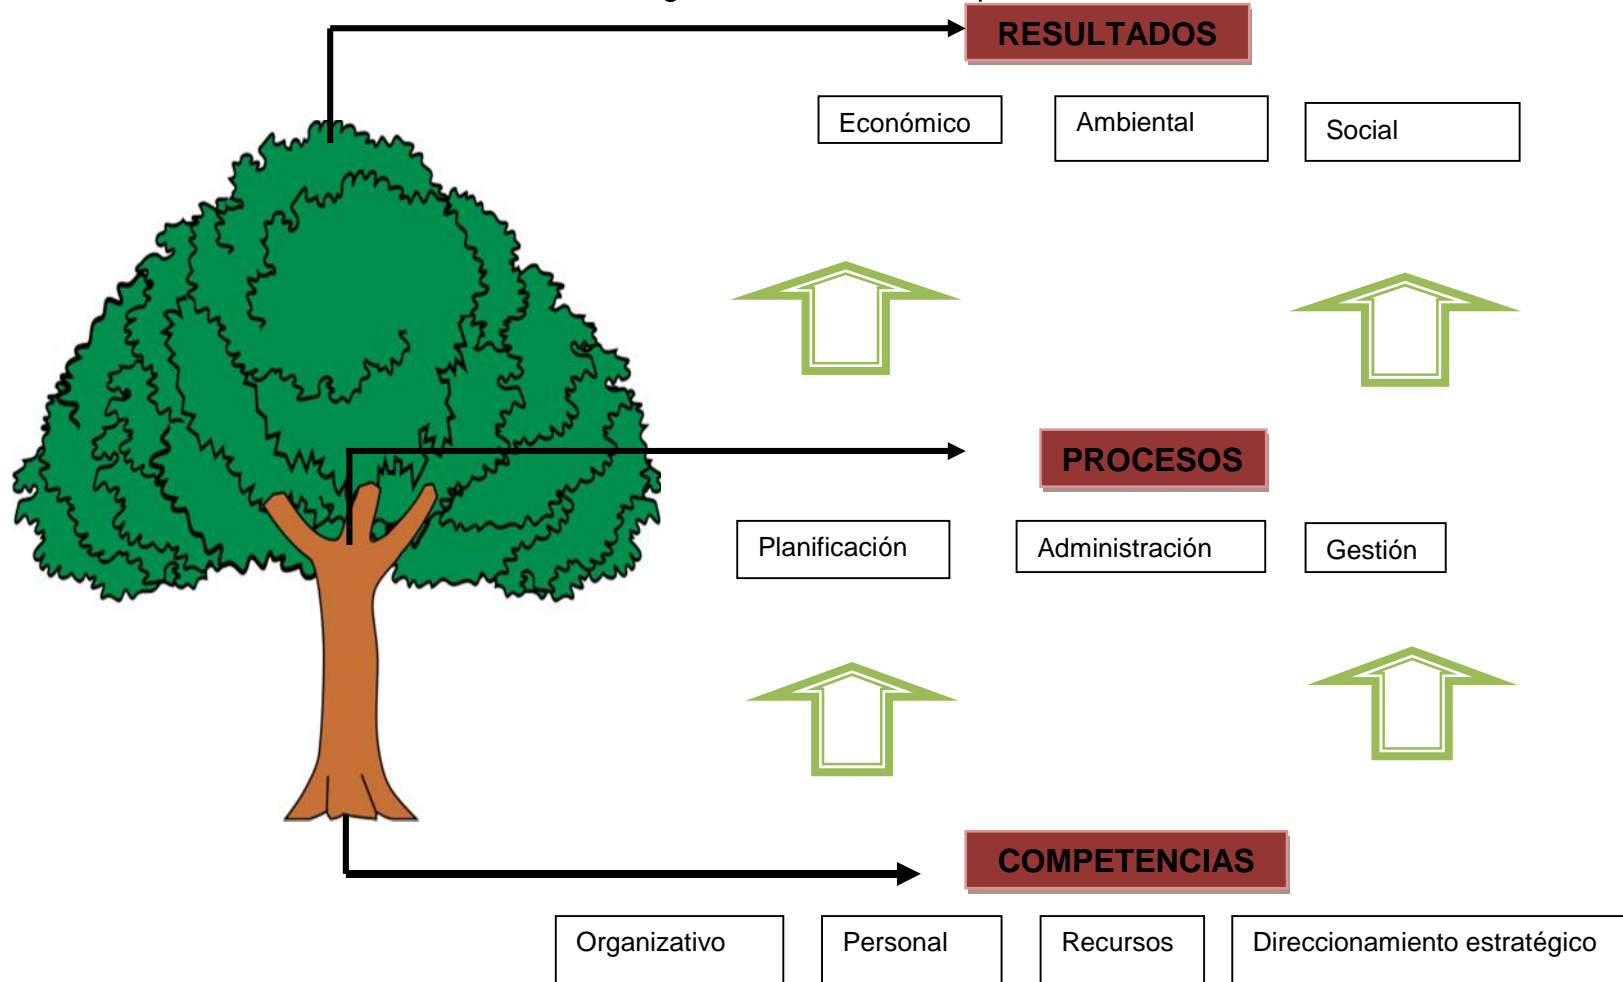 RESULTADOS
Económico
Ambiental
Social
PROCESOS
Planificación
Administración
Gestión
COMPETENCIAS
Organizativo
Personal
Recursos
Direccionamiento estratégico